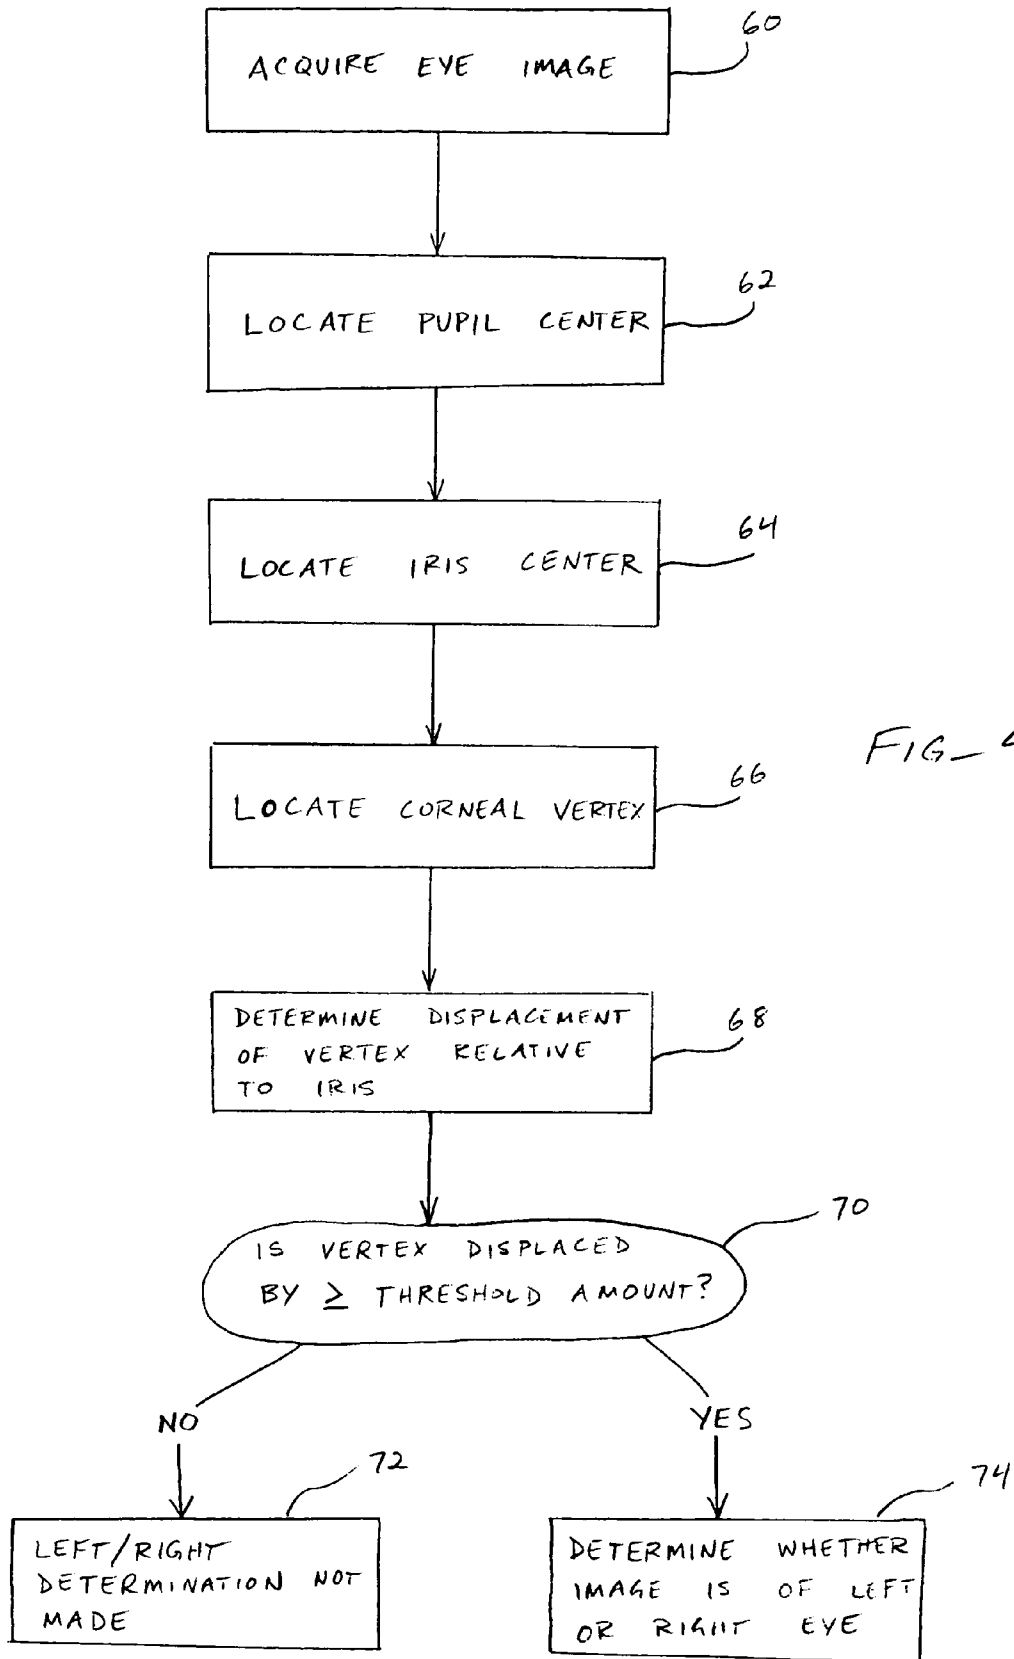 60
ACQUIRE EYE IMAGE
62
LOCATE PUPIL CENTER
64
LOCATE IRIS CENTER
FIG_
66
LOCATE CORNEAL VERTEX
68
DETERMINE DISPLACEMENT
OF VERTEX RELATIVE
TO IRIS
70
IS VERTEX DISPLACED
BY ≥ THRESHOLD AMOUNT?
NO
YES
72
74
LEFT/RIGHT
DETERMINATION NOT
MADE
DETERMINE WHETHER
IMAGE IS OF LEFT
OR RIGHT EYE